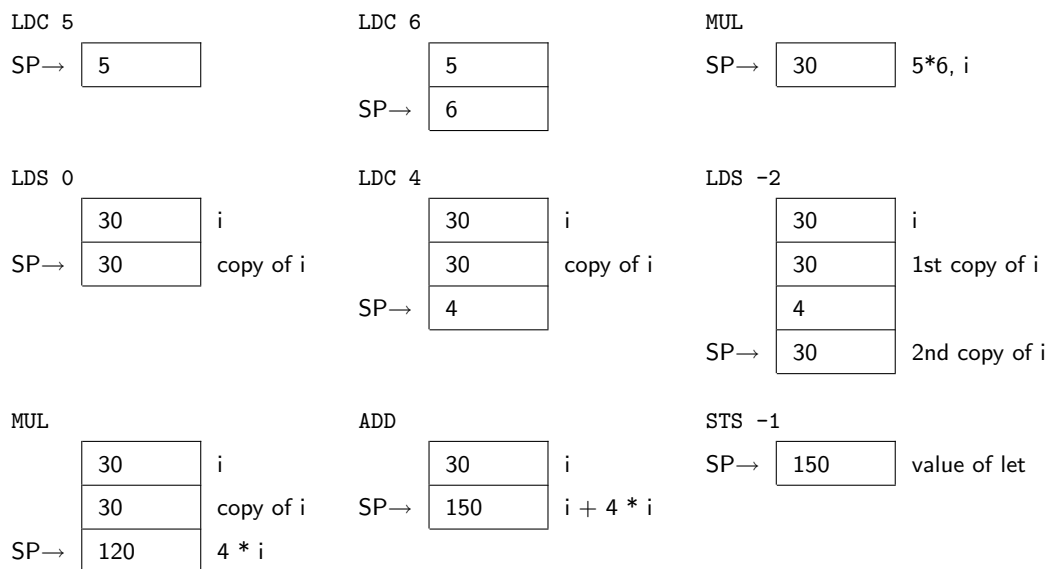 LDC 5 LDC 6 MUL
SP→ 5 5 SP→ 30 5*6, i
SP→ 6
LDS 0 LDC 4 LDS -2
30 i 30 i 30 i
SP→ 30 copy of i 30 copy of i 30 1st copy of i
SP→ 4 4
SP→ 30 2nd copy of i
MUL ADD STS -1
30 i 30 i SP→ 150 value of let
30 copy of i SP→ 150 i + 4 * i
SP→ 120 4 * i